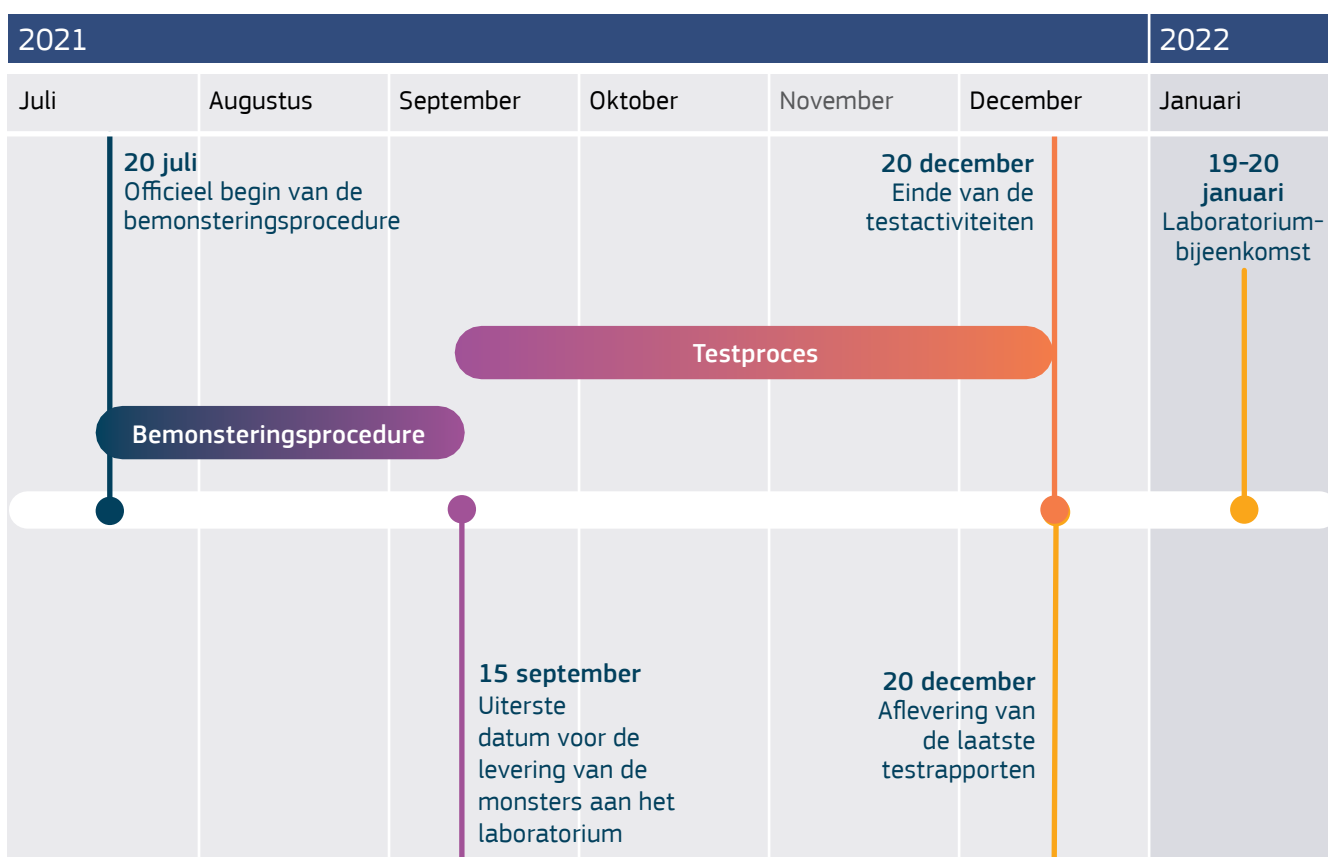 2021
2022
Juli
Augustus
September
Oktober
November
December
Januari
20 juli
Officieel begin van de
bemonsteringsprocedure
20 december
Einde van de
testactiviteiten
19-20
januari
Laboratorium-
bijeenkomst
Testproces
Bemonsteringsprocedure
15 september
Uiterste
datum voor de
levering van de
monsters aan het
laboratorium
20 december
Aflevering van
de laatste
testrapporten